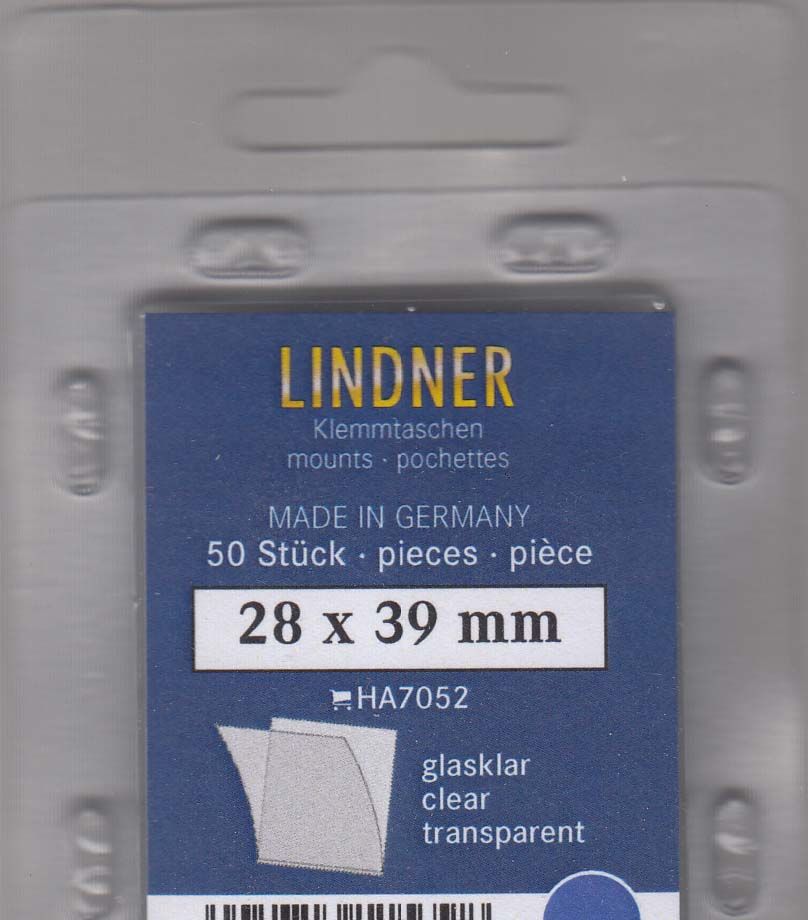 LINDNER
Klemmtaschen
mounts · pochettes
MADE IN GERMANY
50 Stück · pieces · pièce
28 x 39 mm
HA7052
glasklar
clear
transparent